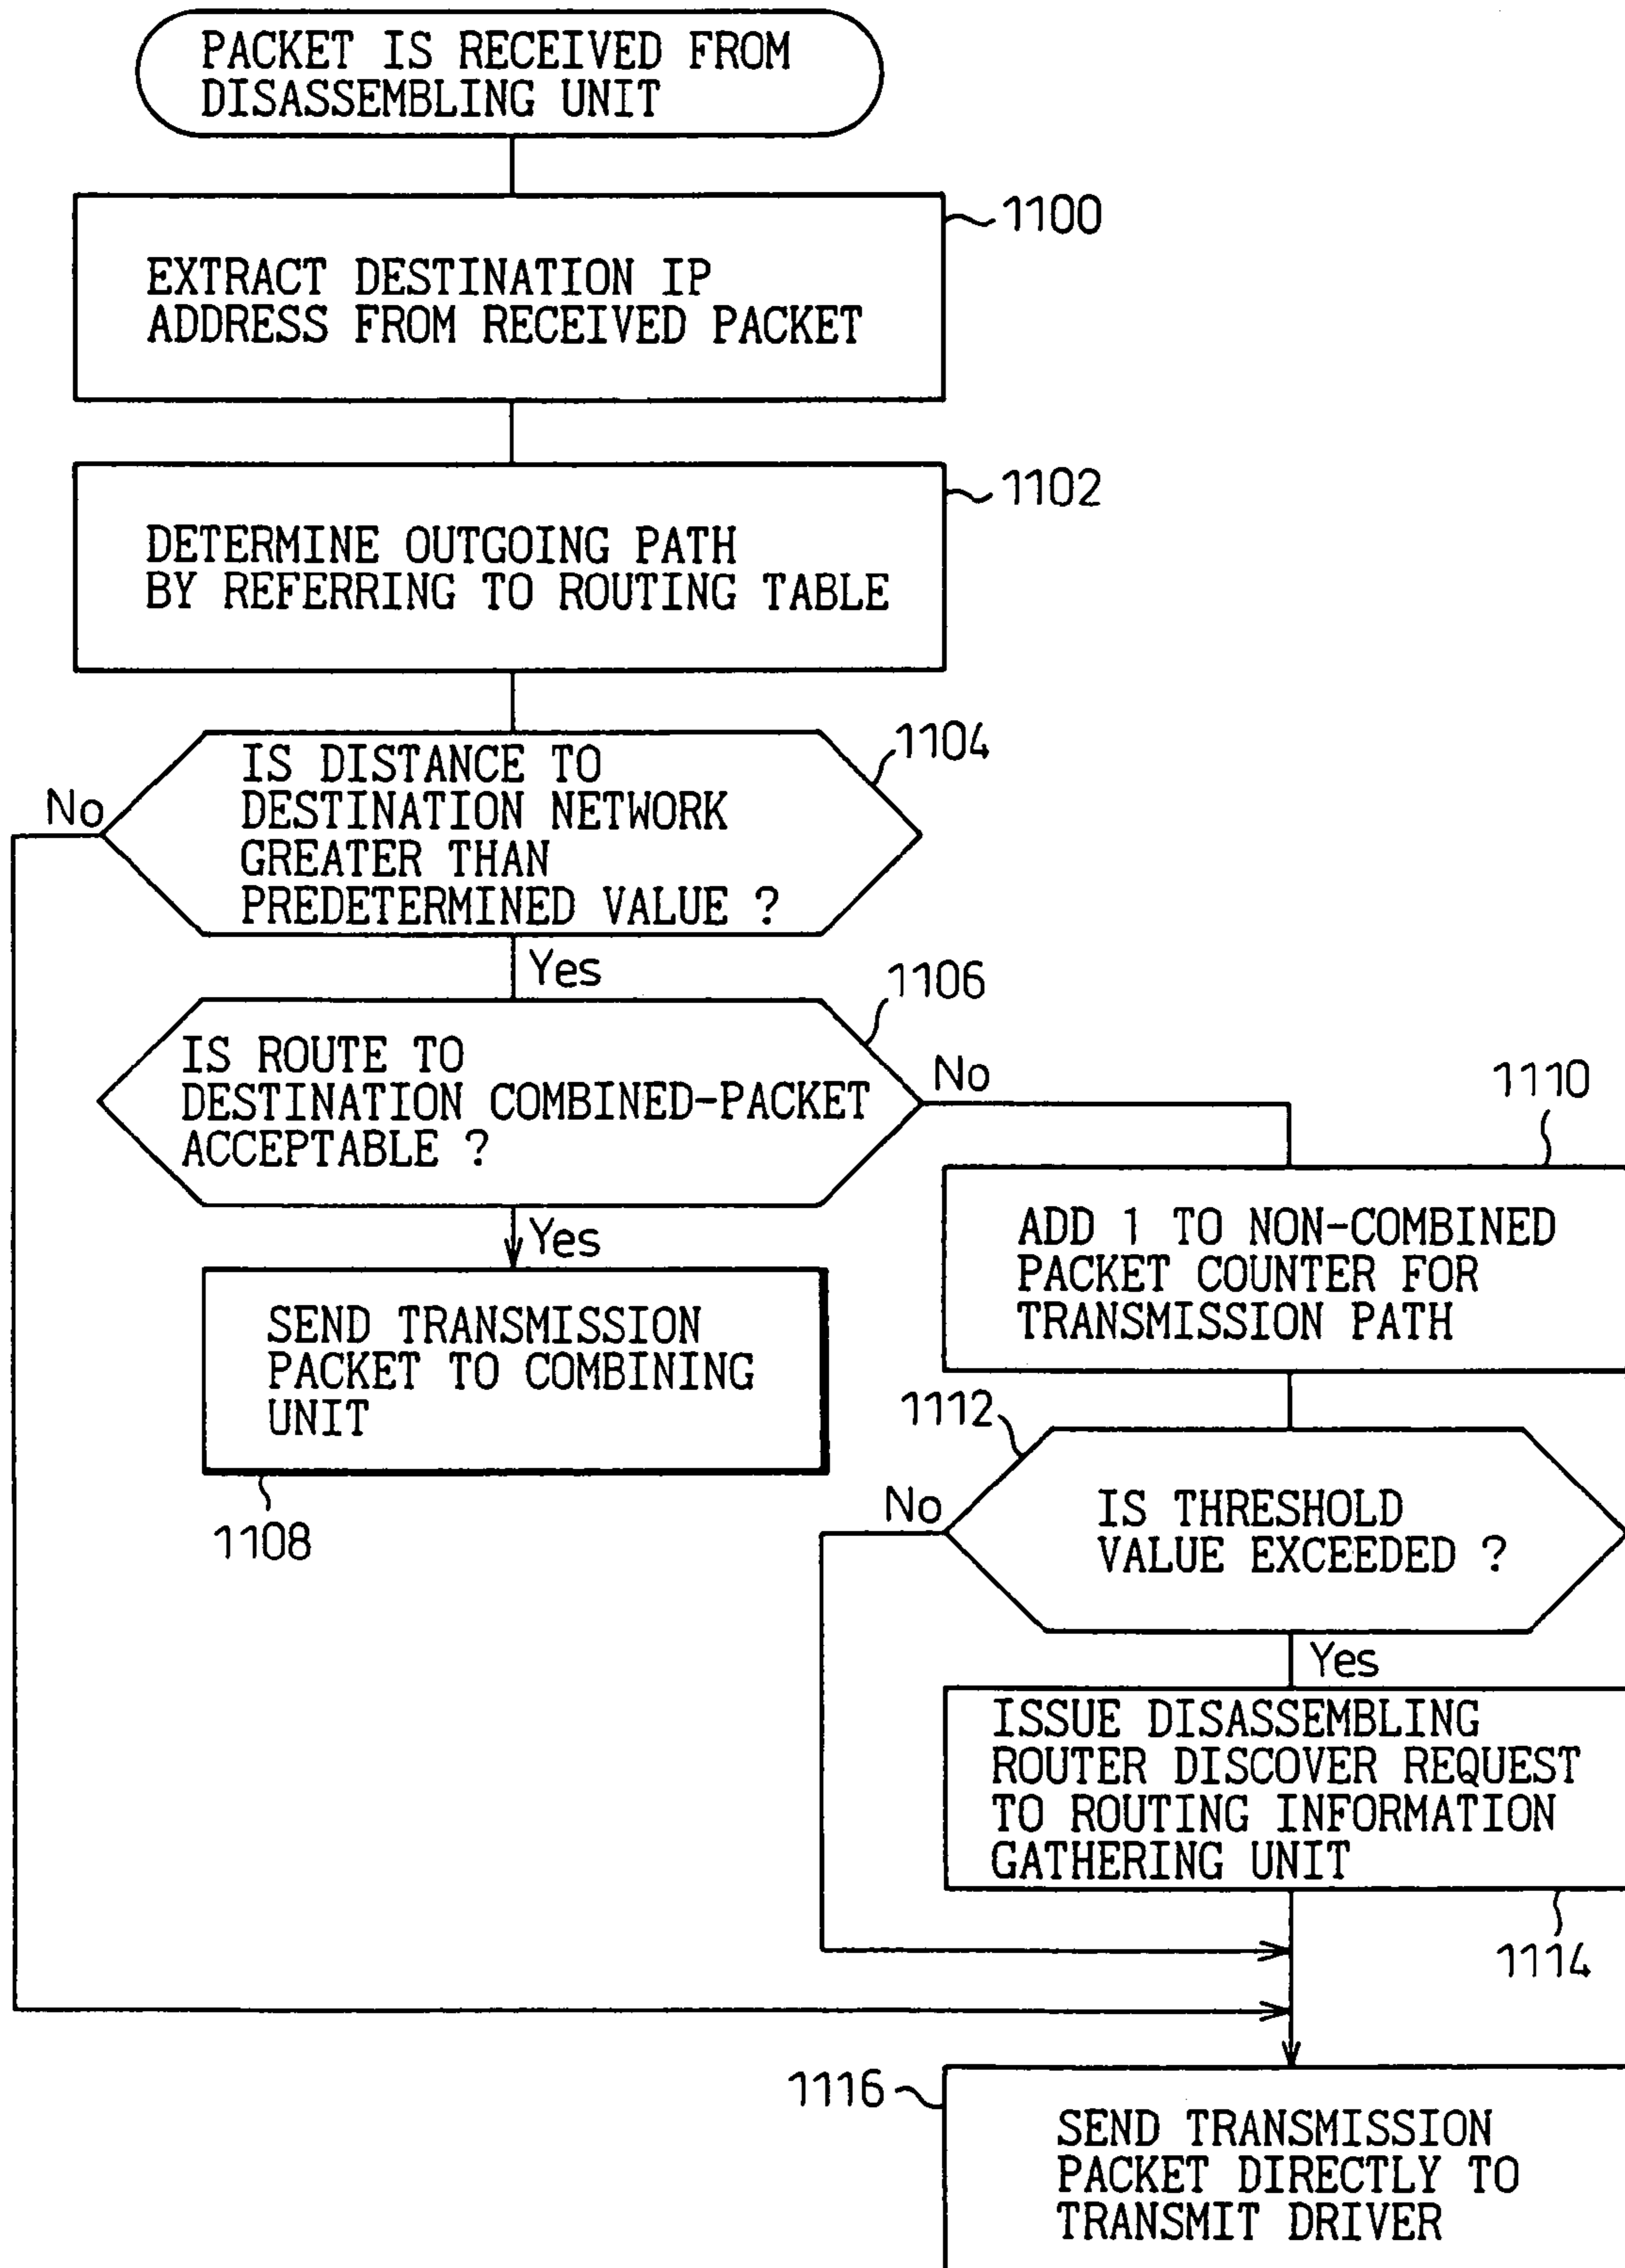 PACKET IS RECEIVED FROM
DISASSEMBLING UNIT
1100
EXTRACT DESTINATION IP
ADDRESS FROM RECEIVED PACKET
1102
DETERMINE OUTGOING PATH
BY REFERRING TO ROUTING TABLE
1104
IS DISTANCE TO
DESTINATION NETWORK
GREATER THAN
PREDETERMINED VALUE ?
No
Yes
1106
IS ROUTE TO
DESTINATION COMBINED-PACKET
ACCEPTABLE ?
No
Yes
SEND TRANSMISSION
PACKET TO COMBINING
UNIT
1108
1110
ADD 1 TO NON-COMBINED
PACKET COUNTER FOR
TRANSMISSION PATH
1112
IS THRESHOLD
VALUE EXCEEDED ?
No
Yes
ISSUE DISASSEMBLING
ROUTER DISCOVER REQUEST
TO ROUTING INFORMATION
GATHERING UNIT
1114
1116
SEND TRANSMISSION
PACKET DIRECTLY TO
TRANSMIT DRIVER